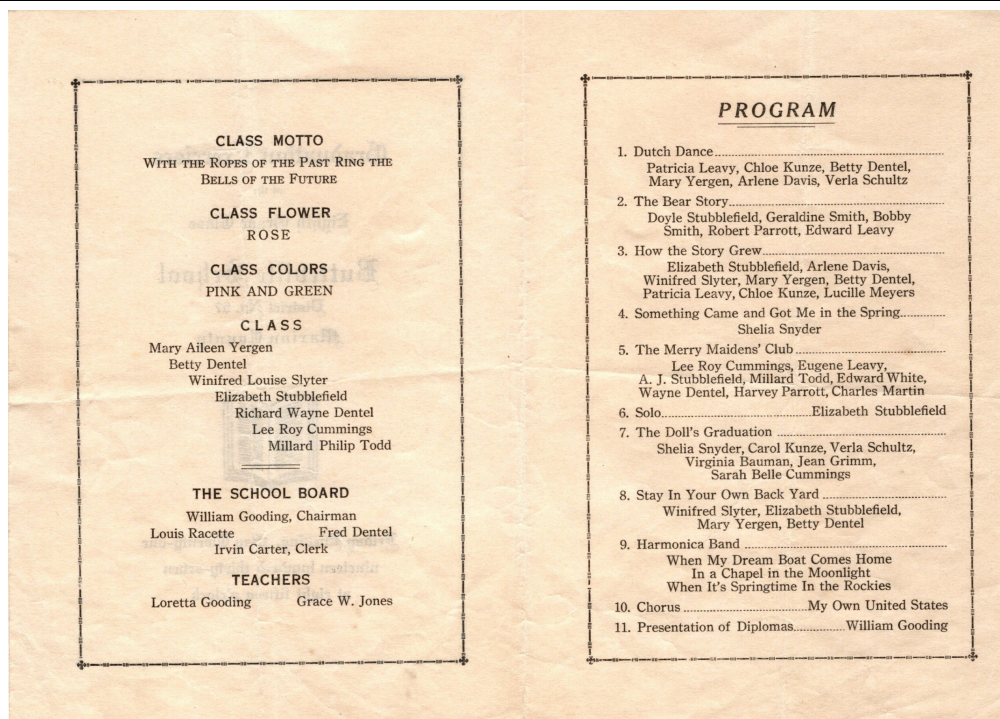 CLASS MOTTO
WITH THE ROPES OF THE PAST RING THE
BELLS OF THE FUTURE
CLASS FLOWER
ROSE
CLASS COLORS
PINK AND GREEN
CLASS
Mary Aileen Yergen
Betty Dentel
Winifred Louise Slyter
Elizabeth Stubblefield
Richard Wayne Dentel
Lee Roy Cummings
Millard Philip Todd
THE SCHOOL BOARD
William Gooding, Chairman
Louis Racette Fred Dentel
Irvin Carter, Clerk
TEACHERS
Loretta Gooding Grace W. Jones
PROGRAM
1. Dutch Dance
Patricia Leavy, Chloe Kunze, Betty Dentel,
Mary Yergen, Arlene Davis, Verla Schultz
2. The Bear Story
Doyle Stubblefield, Geraldine Smith, Bobby
Smith, Robert Parrott, Edward Leavy
3. How the Story Grew
Elizabeth Stubblefield, Arlene Davis,
Winifred Slyter, Mary Yergen, Betty Dentel,
Patricia Leavy, Chloe Kunze, Lucille Meyers
4. Something Came and Got Me in the Spring
Shelia Snyder
5. The Merry Maidens' Club
Lee Roy Cummings, Eugene Leavy,
A. J. Stubblefield, Millard Todd, Edward White,
Wayne Dentel, Harvey Parrott, Charles Martin
6. Solo Elizabeth Stubblefield
7. The Doll's Graduation
Shelia Snyder, Carol Kunze, Verla Schultz,
Virginia Bauman, Jean Grimm,
Sarah Belle Cummings
8. Stay In Your Own Back Yard
Winifred Slyter, Elizabeth Stubblefield,
Mary Yergen, Betty Dentel
9. Harmonica Band
When My Dream Boat Comes Home
In a Chapel in the Moonlight
When It's Springtime In the Rockies
10. Chorus My Own United States
11. Presentation of Diplomas William Gooding